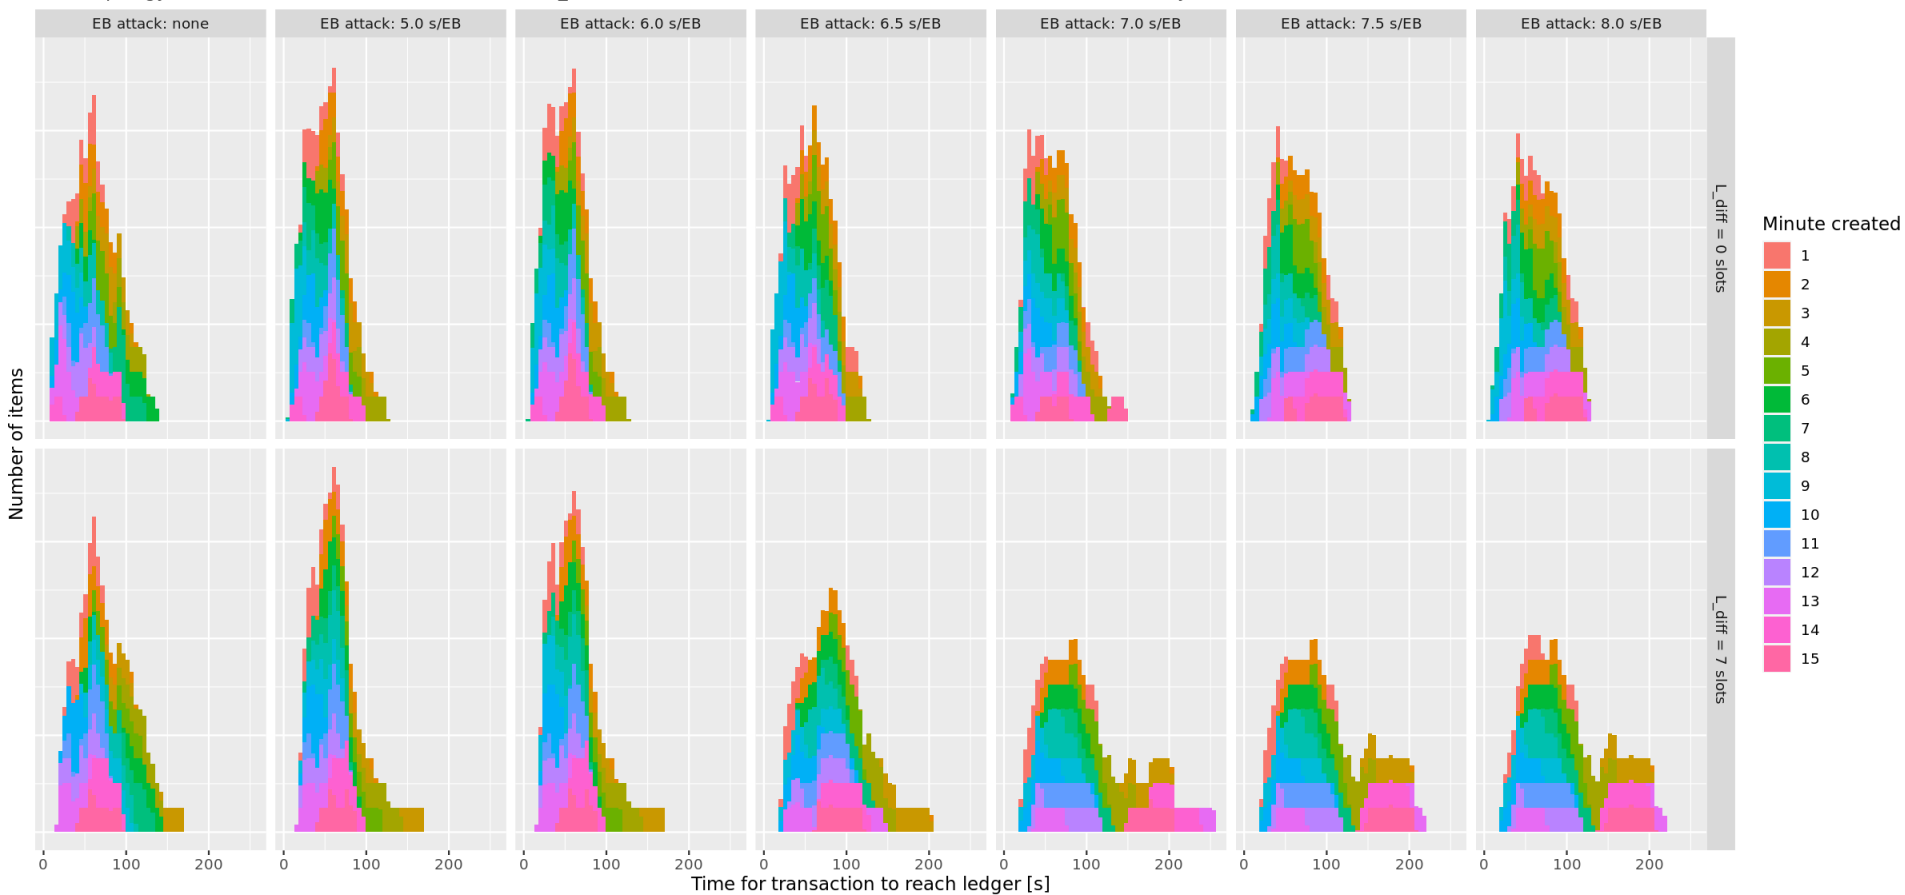 EB attack: none
EB attack: 5.0 s/EB
EB attack: 6.0 s/EB
EB attack: 6.5 s/EB
EB attack: 7.0 s/EB
EB attack: 7.5 s/EB
EB attack: 8.0 s/EB
L_diff = 0 slots
L_diff = 7 slots
Number of items
0 100 200
0 100 200
0 100 200
0 100 200
0 100 200
0 100 200
0 100 200
Time for transaction to reach ledger [s]
Minute created
1
2
3
4
5
6
7
8
9
10
11
12
13
14
15